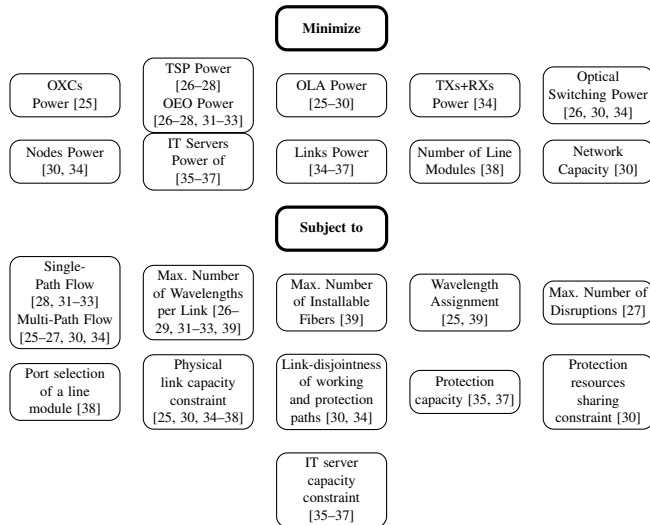 Minimize
OXCs
Power [25]
TSP Power
[26–28]
OEO Power
[26–28, 31–33]
OLA Power
[25–30]
TXs+RXs
Power [34]
Optical
Switching Power
[26, 30, 34]
Nodes Power
[30, 34]
IT Servers
Power of
[35–37]
Links Power
[34–37]
Number of Line
Modules [38]
Network
Capacity [30]
Subject to
Single-
Path Flow
[28, 31–33]
Multi-Path Flow
[25–27, 30, 34]
Max. Number
of Wavelengths
per Link [26–
29, 31–33, 39]
Max. Number
of Installable
Fibers [39]
Wavelength
Assignment
[25, 39]
Max. Number of
Disruptions [27]
Port selection
of a line
module [38]
Physical
link capacity
constraint
[25, 30, 34–38]
Link-disjointness
of working
and protection
paths [30, 34]
Protection
capacity [35, 37]
Protection
resources
sharing
constraint [30]
IT server
capacity
constraint
[35–37]